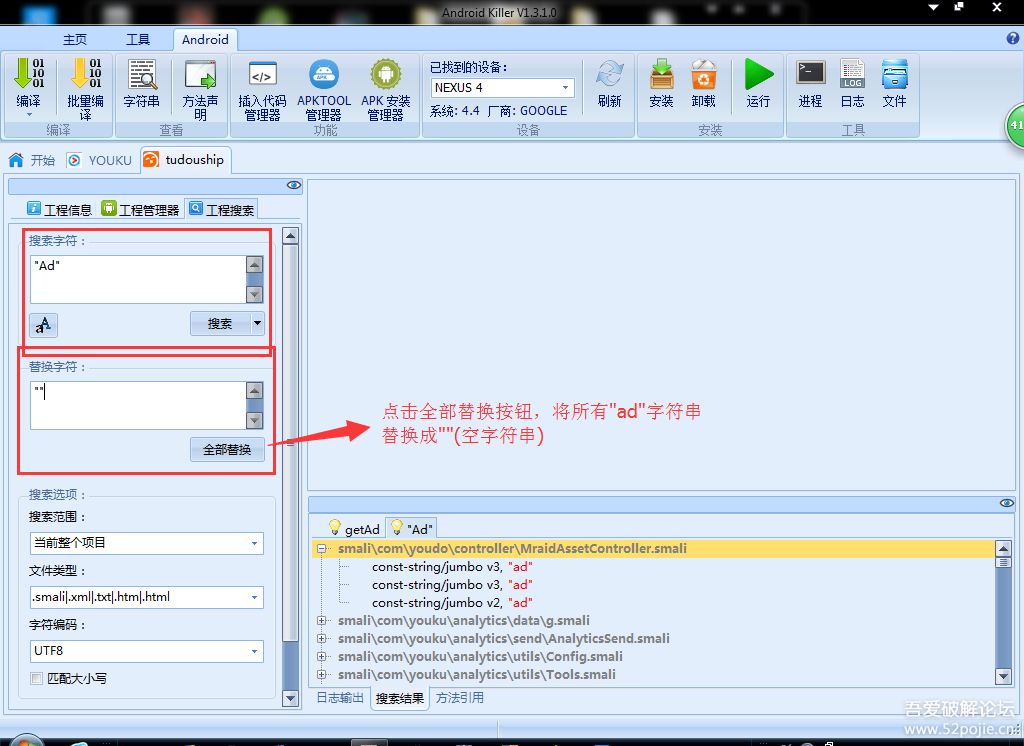 Android Killer V1.3.1.0
主页 工具 Android
01
10
01
01
10
01
已找到的设备:
NEXUS 4
系统: 4.4 厂商: GOOGLE
编译 批量编译 字符串 方法声明 插入代码管理器 APKTOOL管理器 APK 安装管理器 刷新 安装 卸载 运行 进程 LOG 日志 文件
编译 查看 功能 设备 安装 工具
41
开始 YOUKU tudouship
工程信息 工程管理器 工程搜索
搜索字符:
"Ad"
aA
搜索
替换字符:
""
全部替换
点击全部替换按钮，将所有"ad"字符串
替换成""(空字符串)
搜索选项:
搜索范围:
当前整个项目
文件类型:
.smali|.xml|.txt|.htm|.html
字符编码:
UTF8
匹配大小写
getAd "Ad"
smali\com\youdo\controller\MraidAssetController.smali
const-string/jumbo v3, "ad"
const-string/jumbo v3, "ad"
const-string/jumbo v2, "ad"
smali\com\youku\analytics\data\g.smali
smali\com\youku\analytics\send\AnalyticsSend.smali
smali\com\youku\analytics\utils\Config.smali
smali\com\youku\analytics\utils\Tools.smali
日志输出 搜索结果 方法引用
吾爱破解论坛
www.52pojie.cn